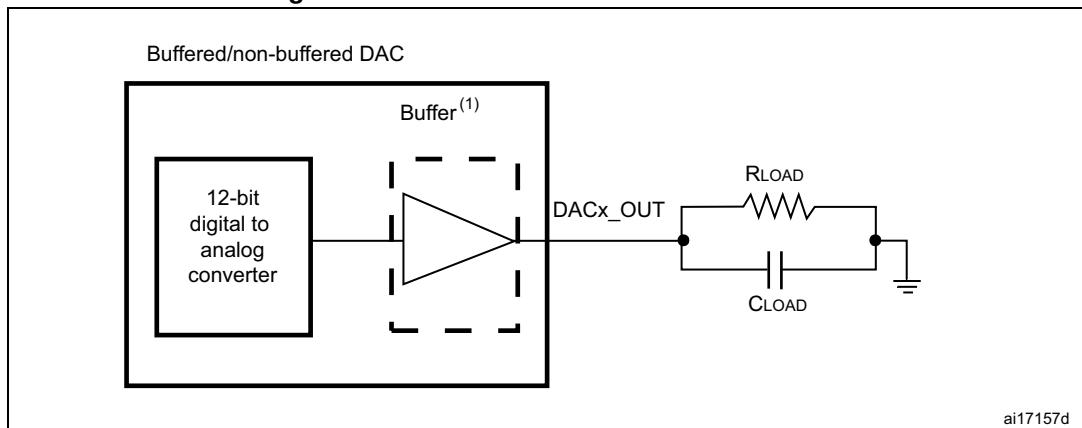 Buffered/non-buffered DAC
Buffer(1)
12-bit
digital to
analog
converter
DACx_OUT
RLOAD
CLOAD
ai17157d